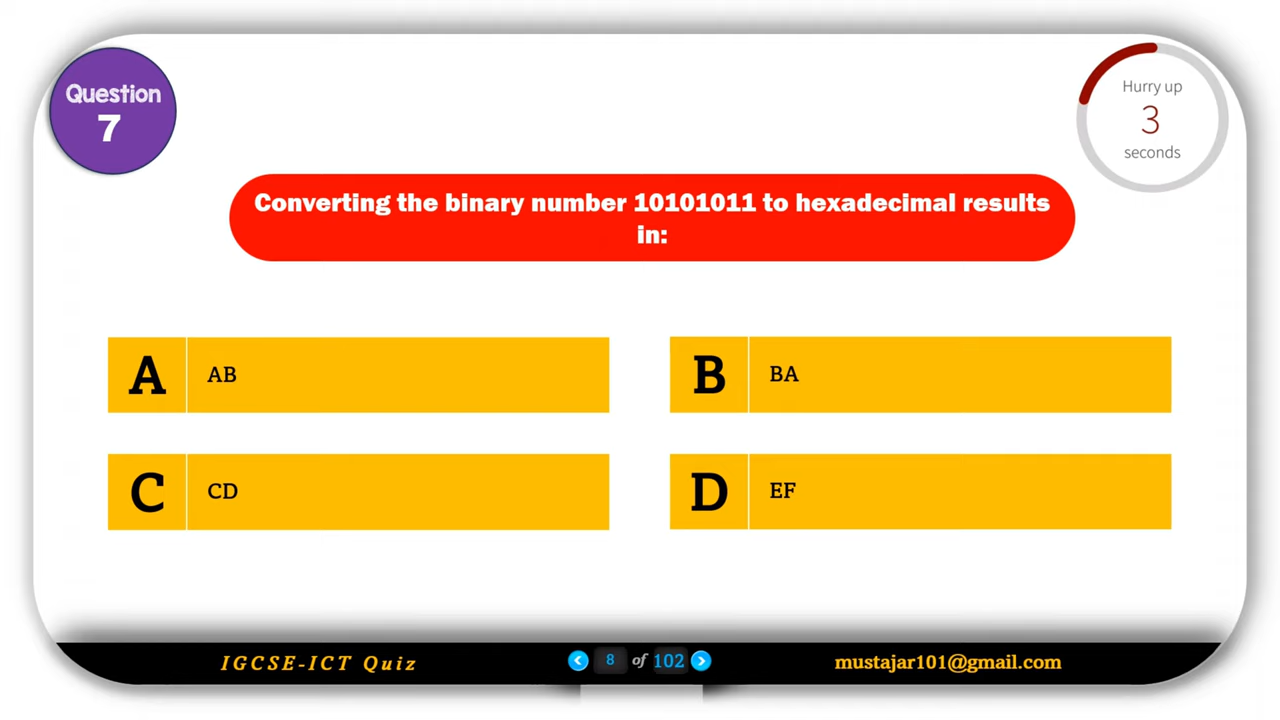 Question
7
Hurry up
3
seconds
Converting the binary number 10101011 to hexadecimal results
in:
A
AB
B
BA
C
CD
D
EF
IGCSE-ICT Quiz
8 of 102
mustajar101@gmail.com